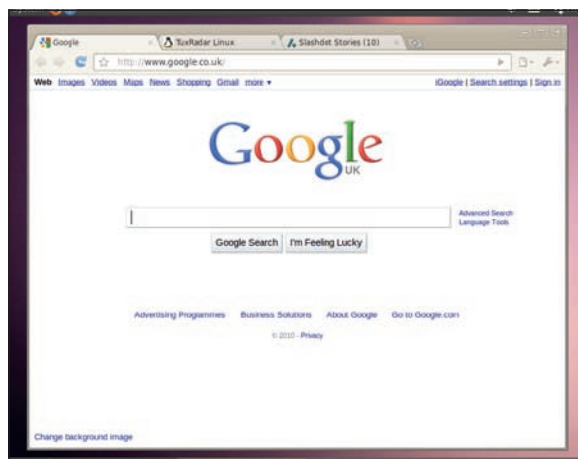 Google TuxRadar Linux Slashdot Stories (10)
http://www.google.co.uk/
Web Images Videos Maps News Shopping Gmail more ▾ iGoogle | Search settings | Sign in
Google
UK
Advanced Search
Language Tools
Google Search I'm Feeling Lucky
Advertising Programmes Business Solutions About Google Go to Google.com
© 2010 - Privacy
Change background image